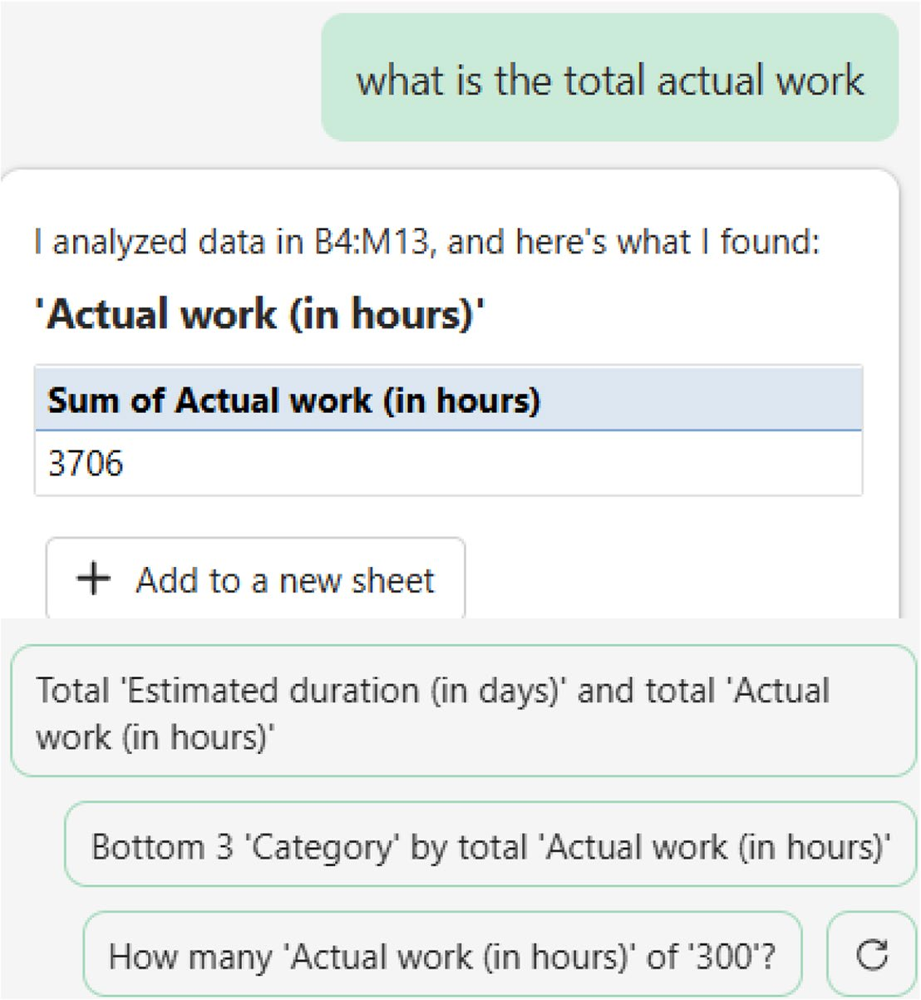 what is the total actual work
I analyzed data in B4:M13, and here's what I found:
'Actual work (in hours)'
Sum of Actual work (in hours)
3706
+ Add to a new sheet
Total 'Estimated duration (in days)' and total 'Actual
work (in hours)'
Bottom 3 'Category' by total 'Actual work (in hours)'
How many 'Actual work (in hours)' of '300'?